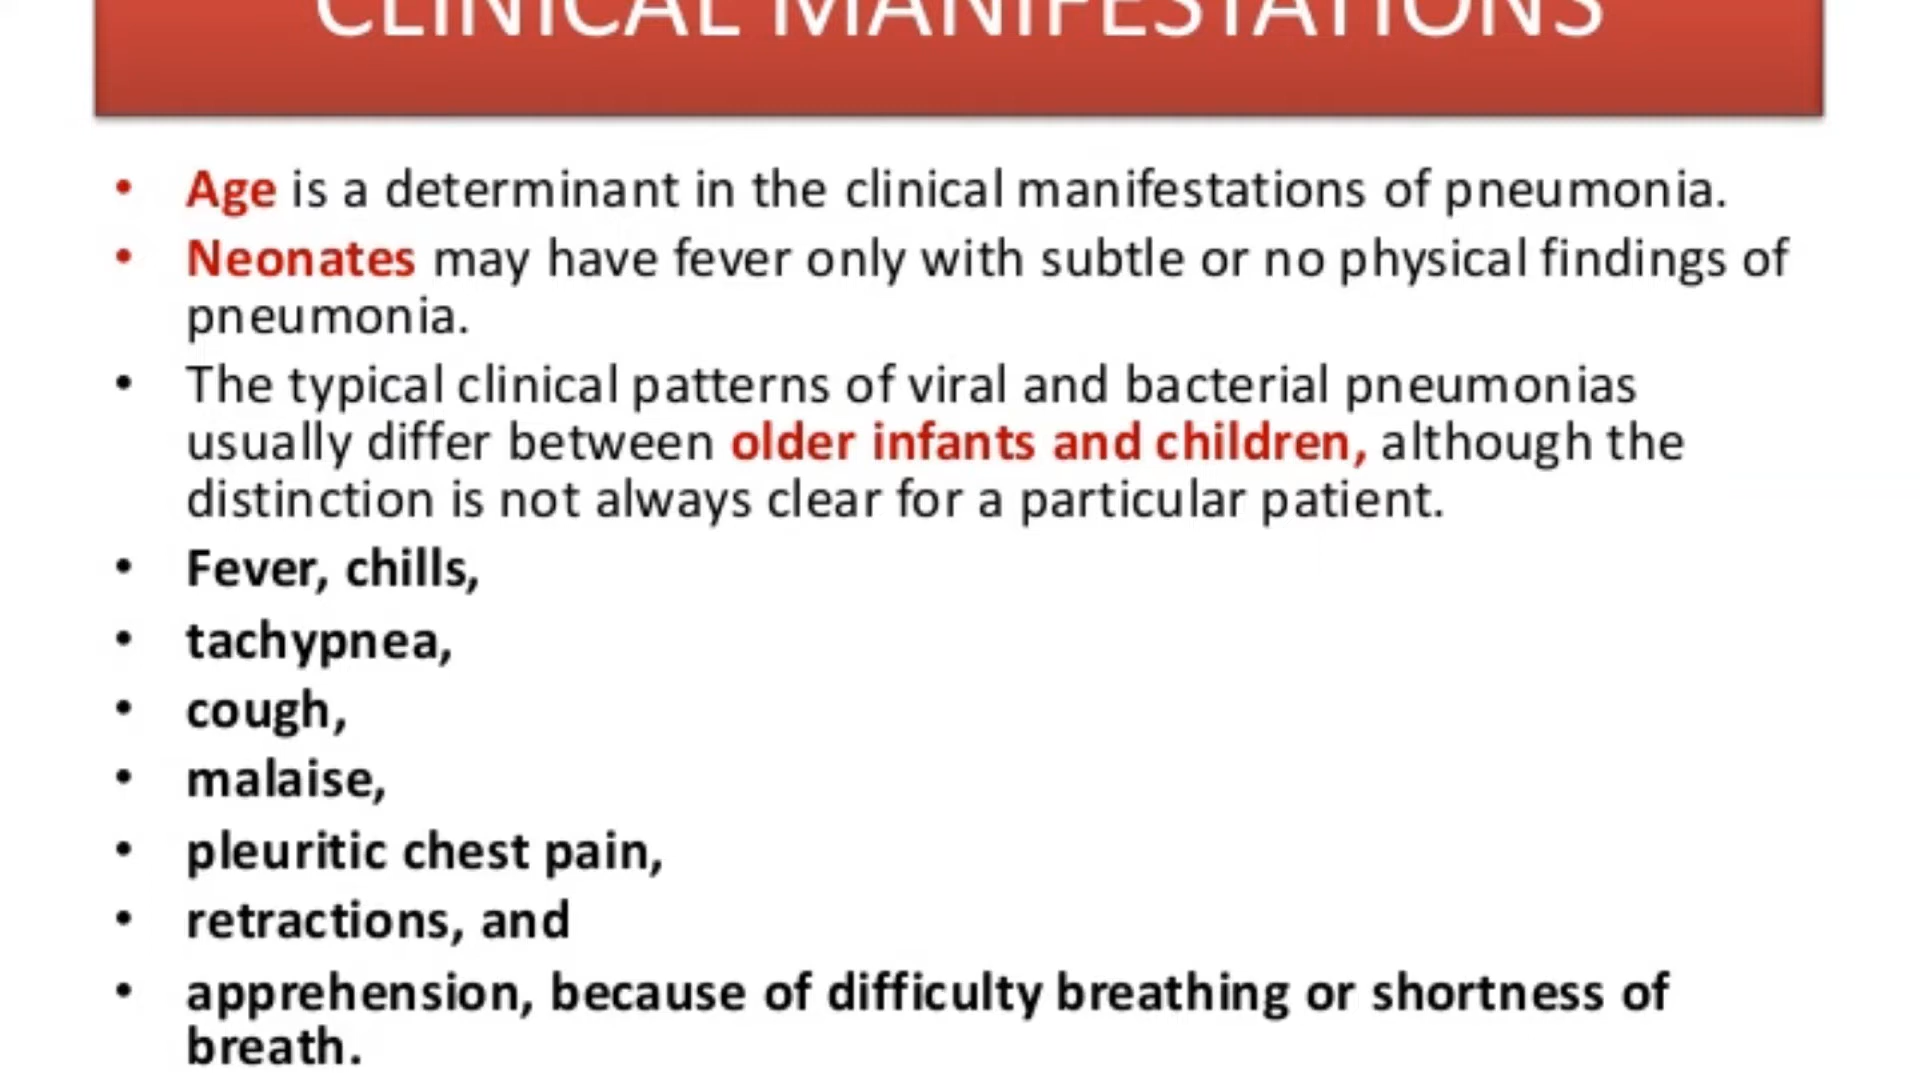 CLINICAL MANIFESTATIONS
• Age is a determinant in the clinical manifestations of pneumonia.
• Neonates may have fever only with subtle or no physical findings of
pneumonia.
• The typical clinical patterns of viral and bacterial pneumonias
usually differ between older infants and children, although the
distinction is not always clear for a particular patient.
• Fever, chills,
• tachypnea,
• cough,
• malaise,
• pleuritic chest pain,
• retractions, and
• apprehension, because of difficulty breathing or shortness of
breath.